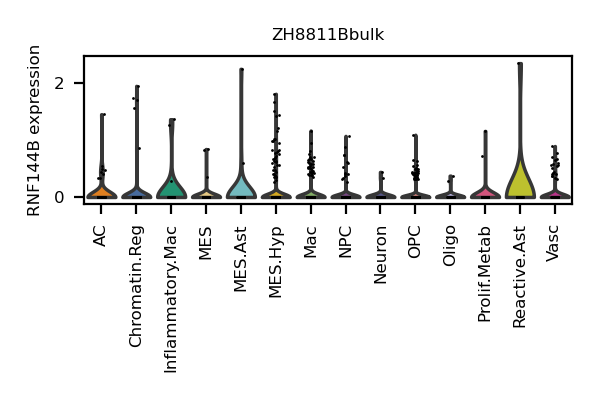 ZH8811Bbulk
RNF144B expression
2
0
AC
Chromatin.Reg
Inflammatory.Mac
MES
MES.Ast
MES.Hyp
Mac
NPC
Neuron
OPC
Oligo
Prolif.Metab
Reactive.Ast
Vasc